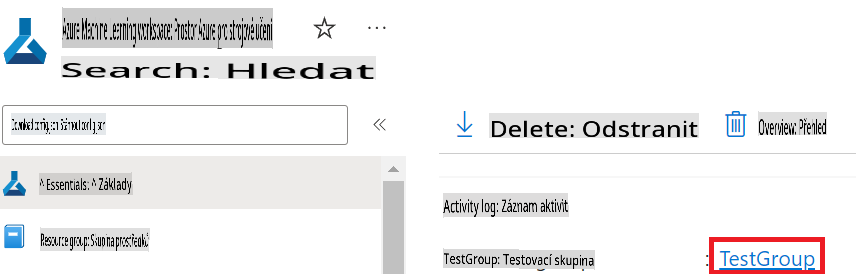 Azure Machine Learning workspace: Prostor Azure pro strojové učení
Search: Hledat
Download config.json: Stáhnout config.json
Delete: Odstranit
Overview: Přehled
^ Essentials: ^ Základy
Activity log: Záznam aktivit
Resource group: Skupina prostředků
TestGroup: Testovací skupina
: TestGroup